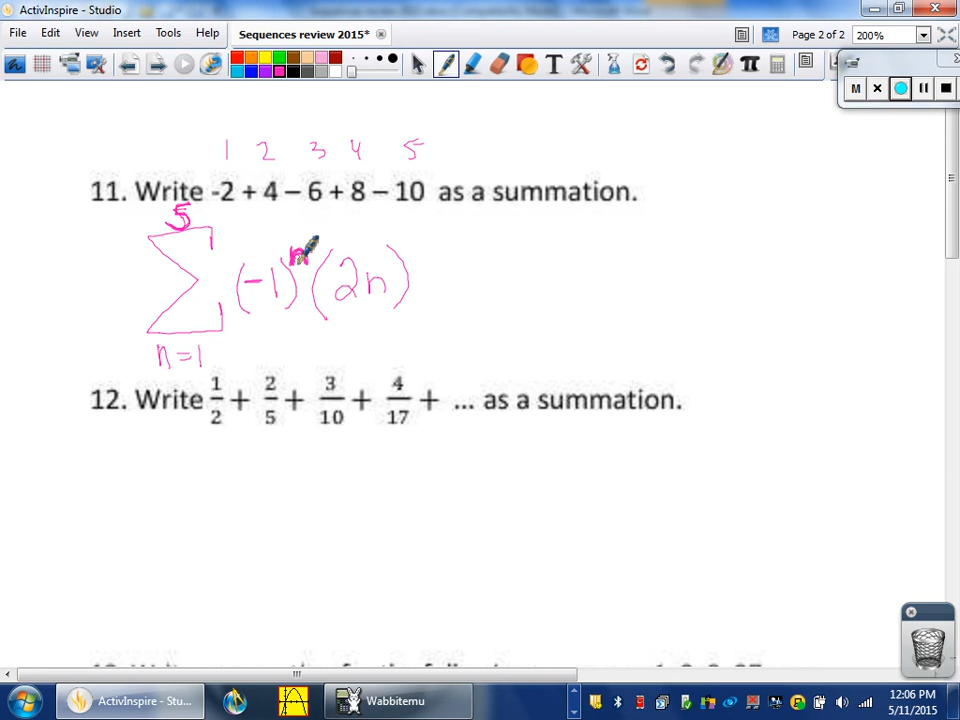 ActivInspire - Studio
File Edit View Insert Tools Help Sequences review 2015* Page 2 of 2 200%
M
1 2 3 4 5
11. Write -2 + 4 – 6 + 8 – 10 as a summation.
5
∑ (-1)^n (2n)
n=1
12. Write 1/2 + 2/5 + 3/10 + 4/17 + ... as a summation.
ActivInspire - Stu... Wabbitemu 12:06 PM
5/11/2015